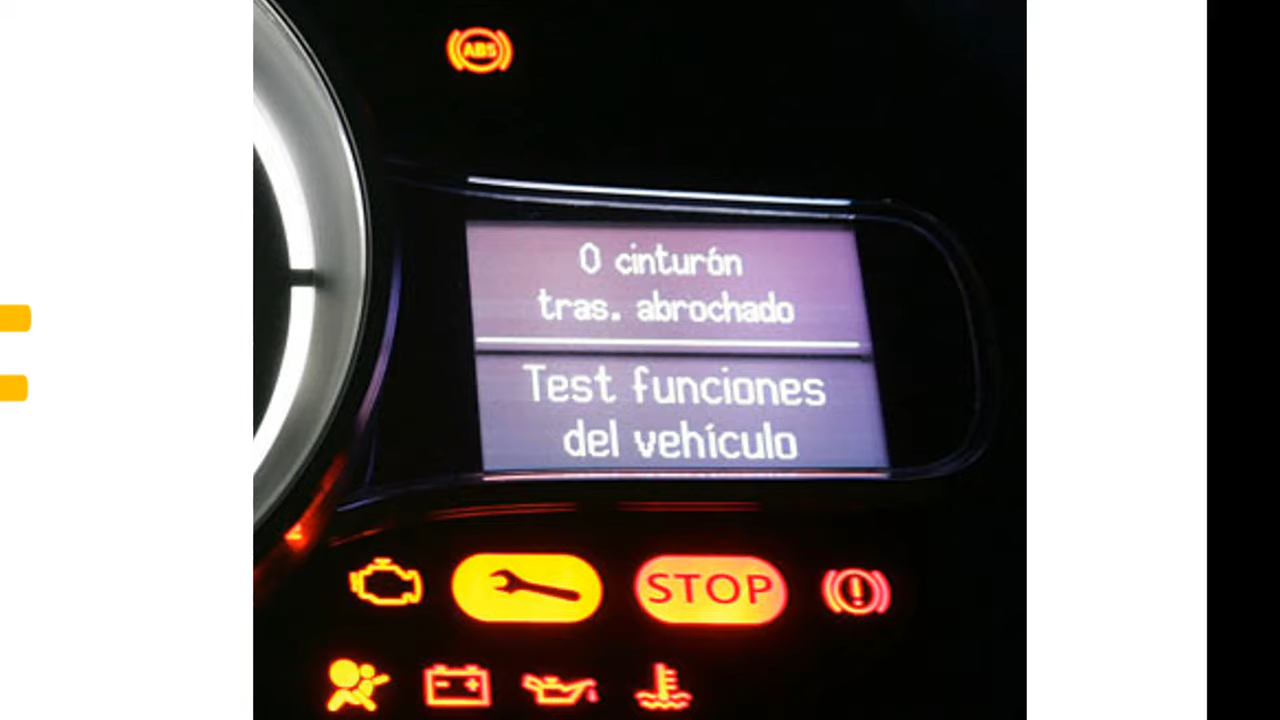 ABS
0 cinturón
tras. abrochado
Test funciones
del vehículo
STOP